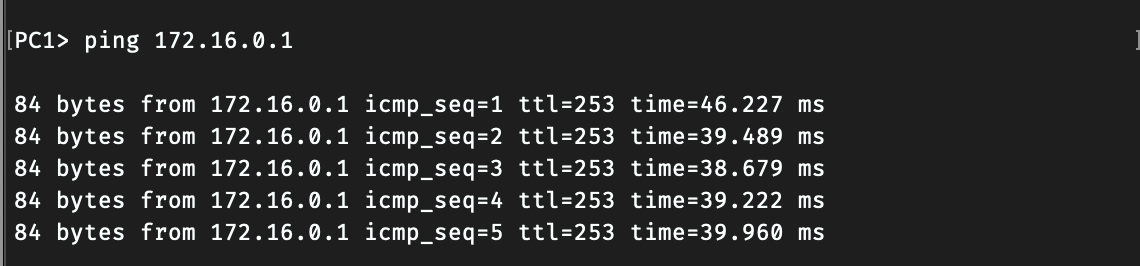 [PC1> ping 172.16.0.1 ]
84 bytes from 172.16.0.1 icmp_seq=1 ttl=253 time=46.227 ms
84 bytes from 172.16.0.1 icmp_seq=2 ttl=253 time=39.489 ms
84 bytes from 172.16.0.1 icmp_seq=3 ttl=253 time=38.679 ms
84 bytes from 172.16.0.1 icmp_seq=4 ttl=253 time=39.222 ms
84 bytes from 172.16.0.1 icmp_seq=5 ttl=253 time=39.960 ms